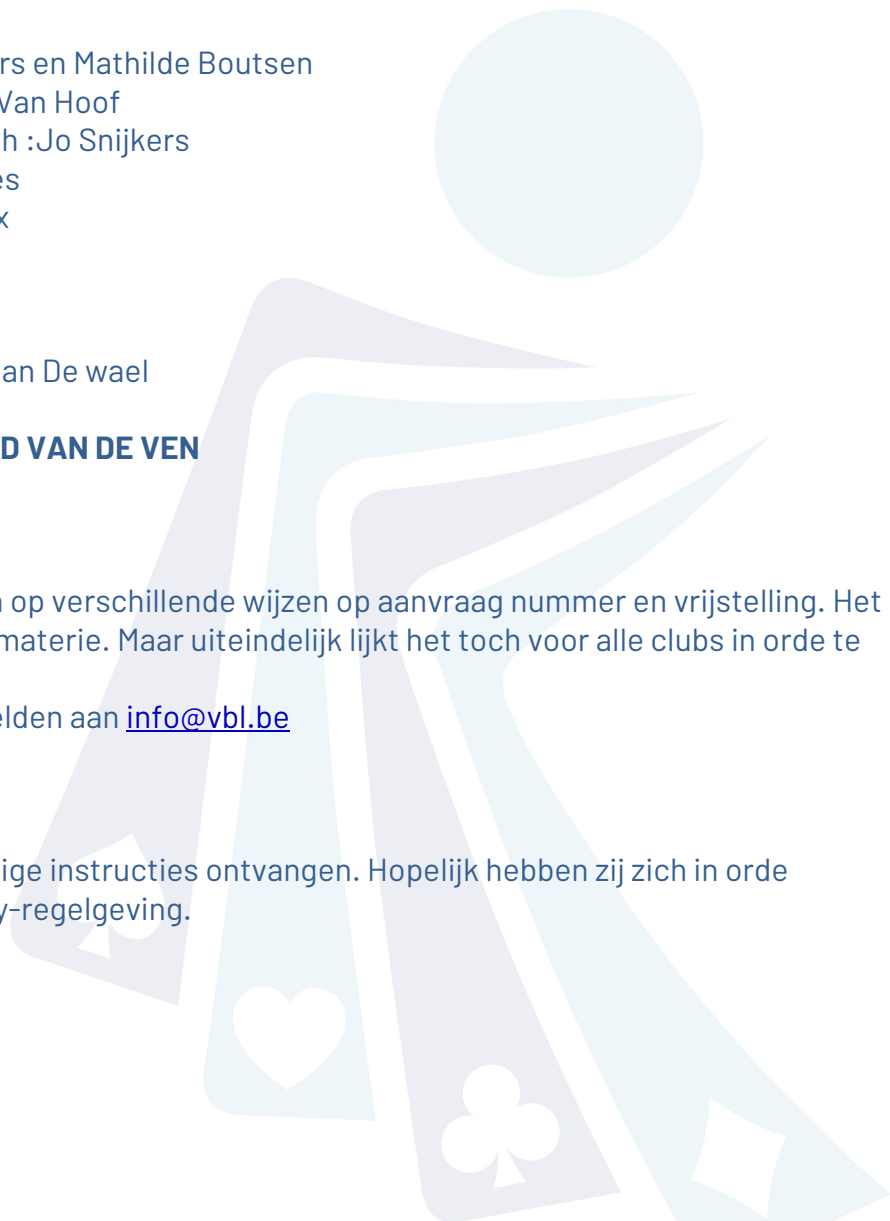 rs en Mathilde Boutsen
Van Hoof
h :Jo Snijkers
es
x
an De wael
D VAN DE VEN
n op verschillende wijzen op aanvraag nummer en vrijstelling. Het
materie. Maar uiteindelijk lijkt het toch voor alle clubs in orde te
elden aan info@vbl.be
ige instructies ontvangen. Hopelijk hebben zij zich in orde
y-regelgeving.